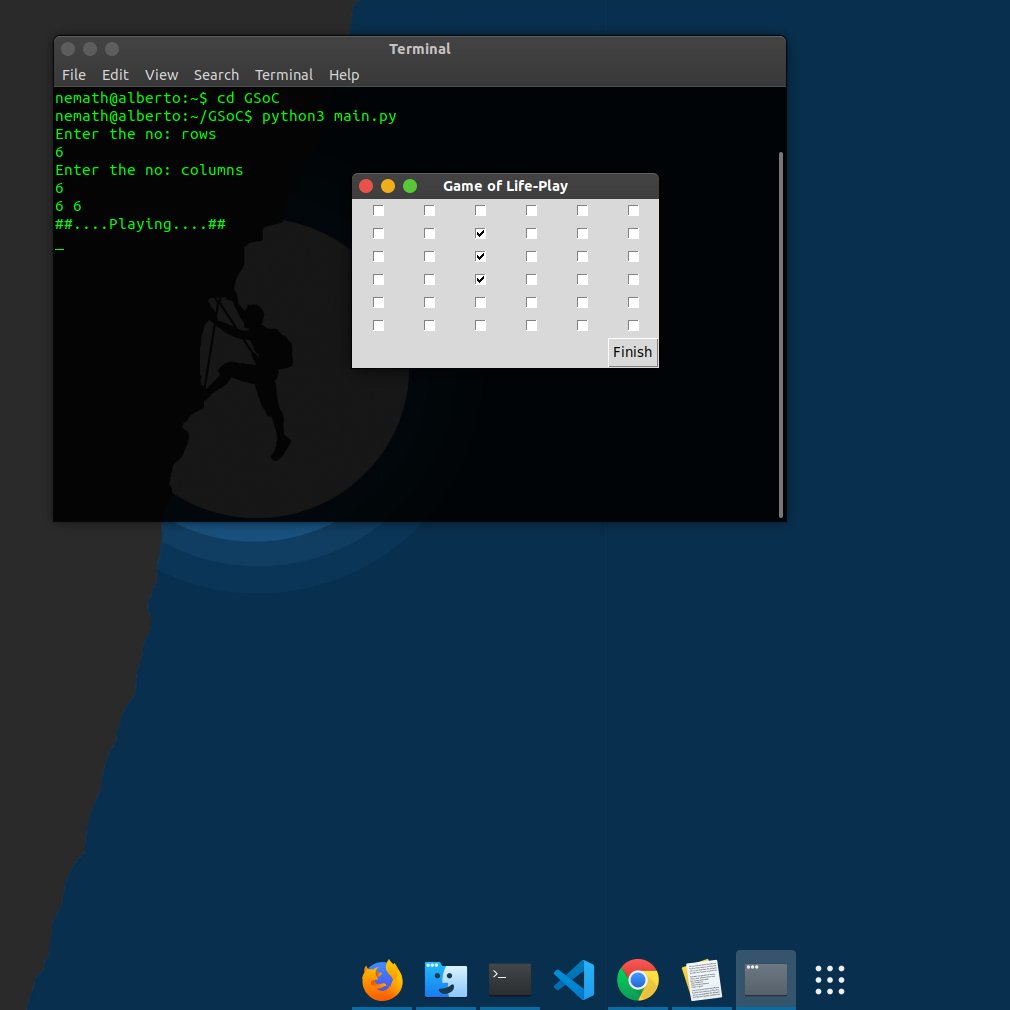 Terminal
File Edit View Search Terminal Help
nemath@alberto:~$ cd GSoC
nemath@alberto:~/GSoC$ python3 main.py
Enter the no: rows
6
Enter the no: columns
6
6 6
##....Playing....##
_
Game of Life-Play
Finish
>_